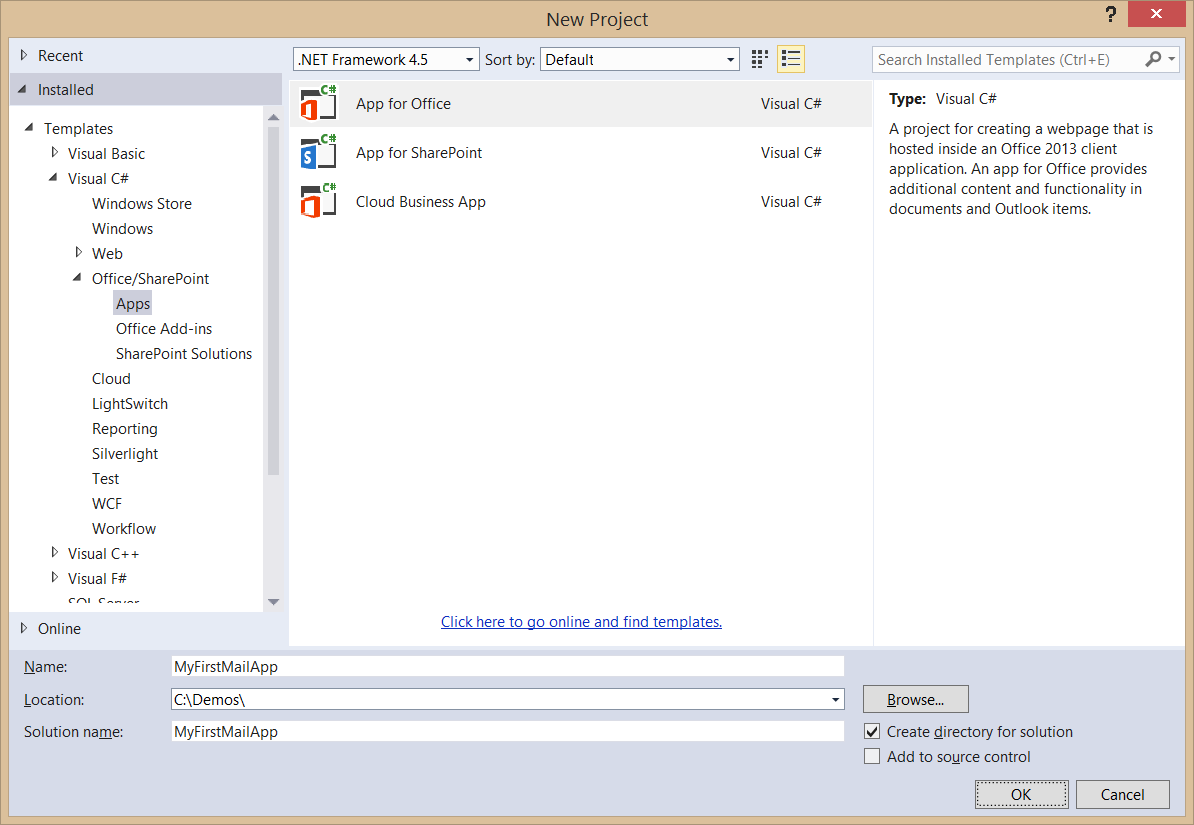 New Project
?
Recent
Installed
Templates
Visual Basic
Visual C#
Windows Store
Windows
Web
Office/SharePoint
Apps
Office Add-ins
SharePoint Solutions
Cloud
LightSwitch
Reporting
Silverlight
Test
WCF
Workflow
Visual C++
Visual F#
SQL Server
Online
.NET Framework 4.5
Sort by:
Default
Search Installed Templates (Ctrl+E)
C# App for Office Visual C#
C# S App for SharePoint Visual C#
C# Cloud Business App Visual C#
Click here to go online and find templates.
Type: Visual C#
A project for creating a webpage that is
hosted inside an Office 2013 client
application. An app for Office provides
additional content and functionality in
documents and Outlook items.
Name: MyFirstMailApp
Location: C:\Demos\ Browse...
Solution name: MyFirstMailApp
Create directory for solution
Add to source control
OK Cancel